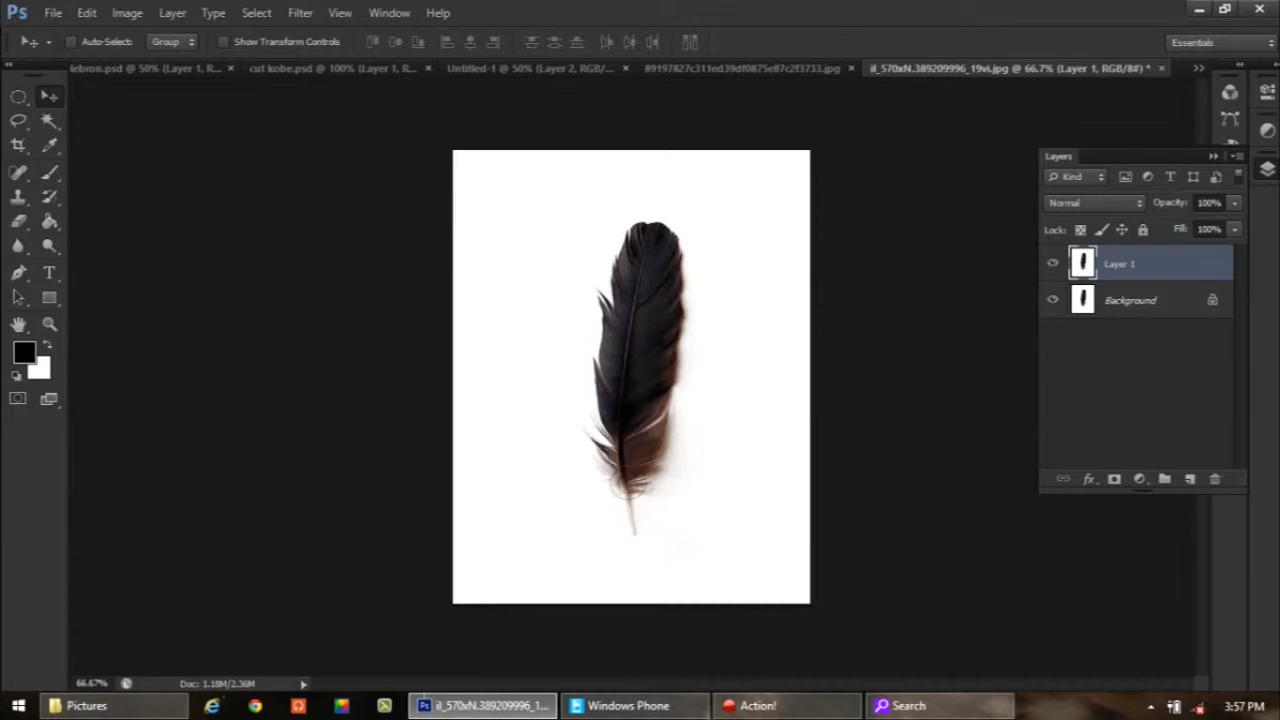 Ps File Edit Image Layer Type Select Filter View Window Help
Auto-Select: Group Show Transform Controls Essentials
lebron.psd @ 50% (Layer 1, R... × cut kobe.psd @ 100% (Layer 1, R... × Untitled-1 @ 50% (Layer 2, RGB/... × 89197827c311ed39df0875e87c2f3733.jpg × il_570xN.389209996_19vi.jpg @ 66.7% (Layer 1, RGB/8#) * ×
Layers
Kind
Normal Opacity: 100%
Lock: Fill: 100%
Layer 1
Background
66.67% Doc: 1.18M/2.36M
Pictures Ps il_570xN.389209996_1... Windows Phone Action! Search 3:57 PM